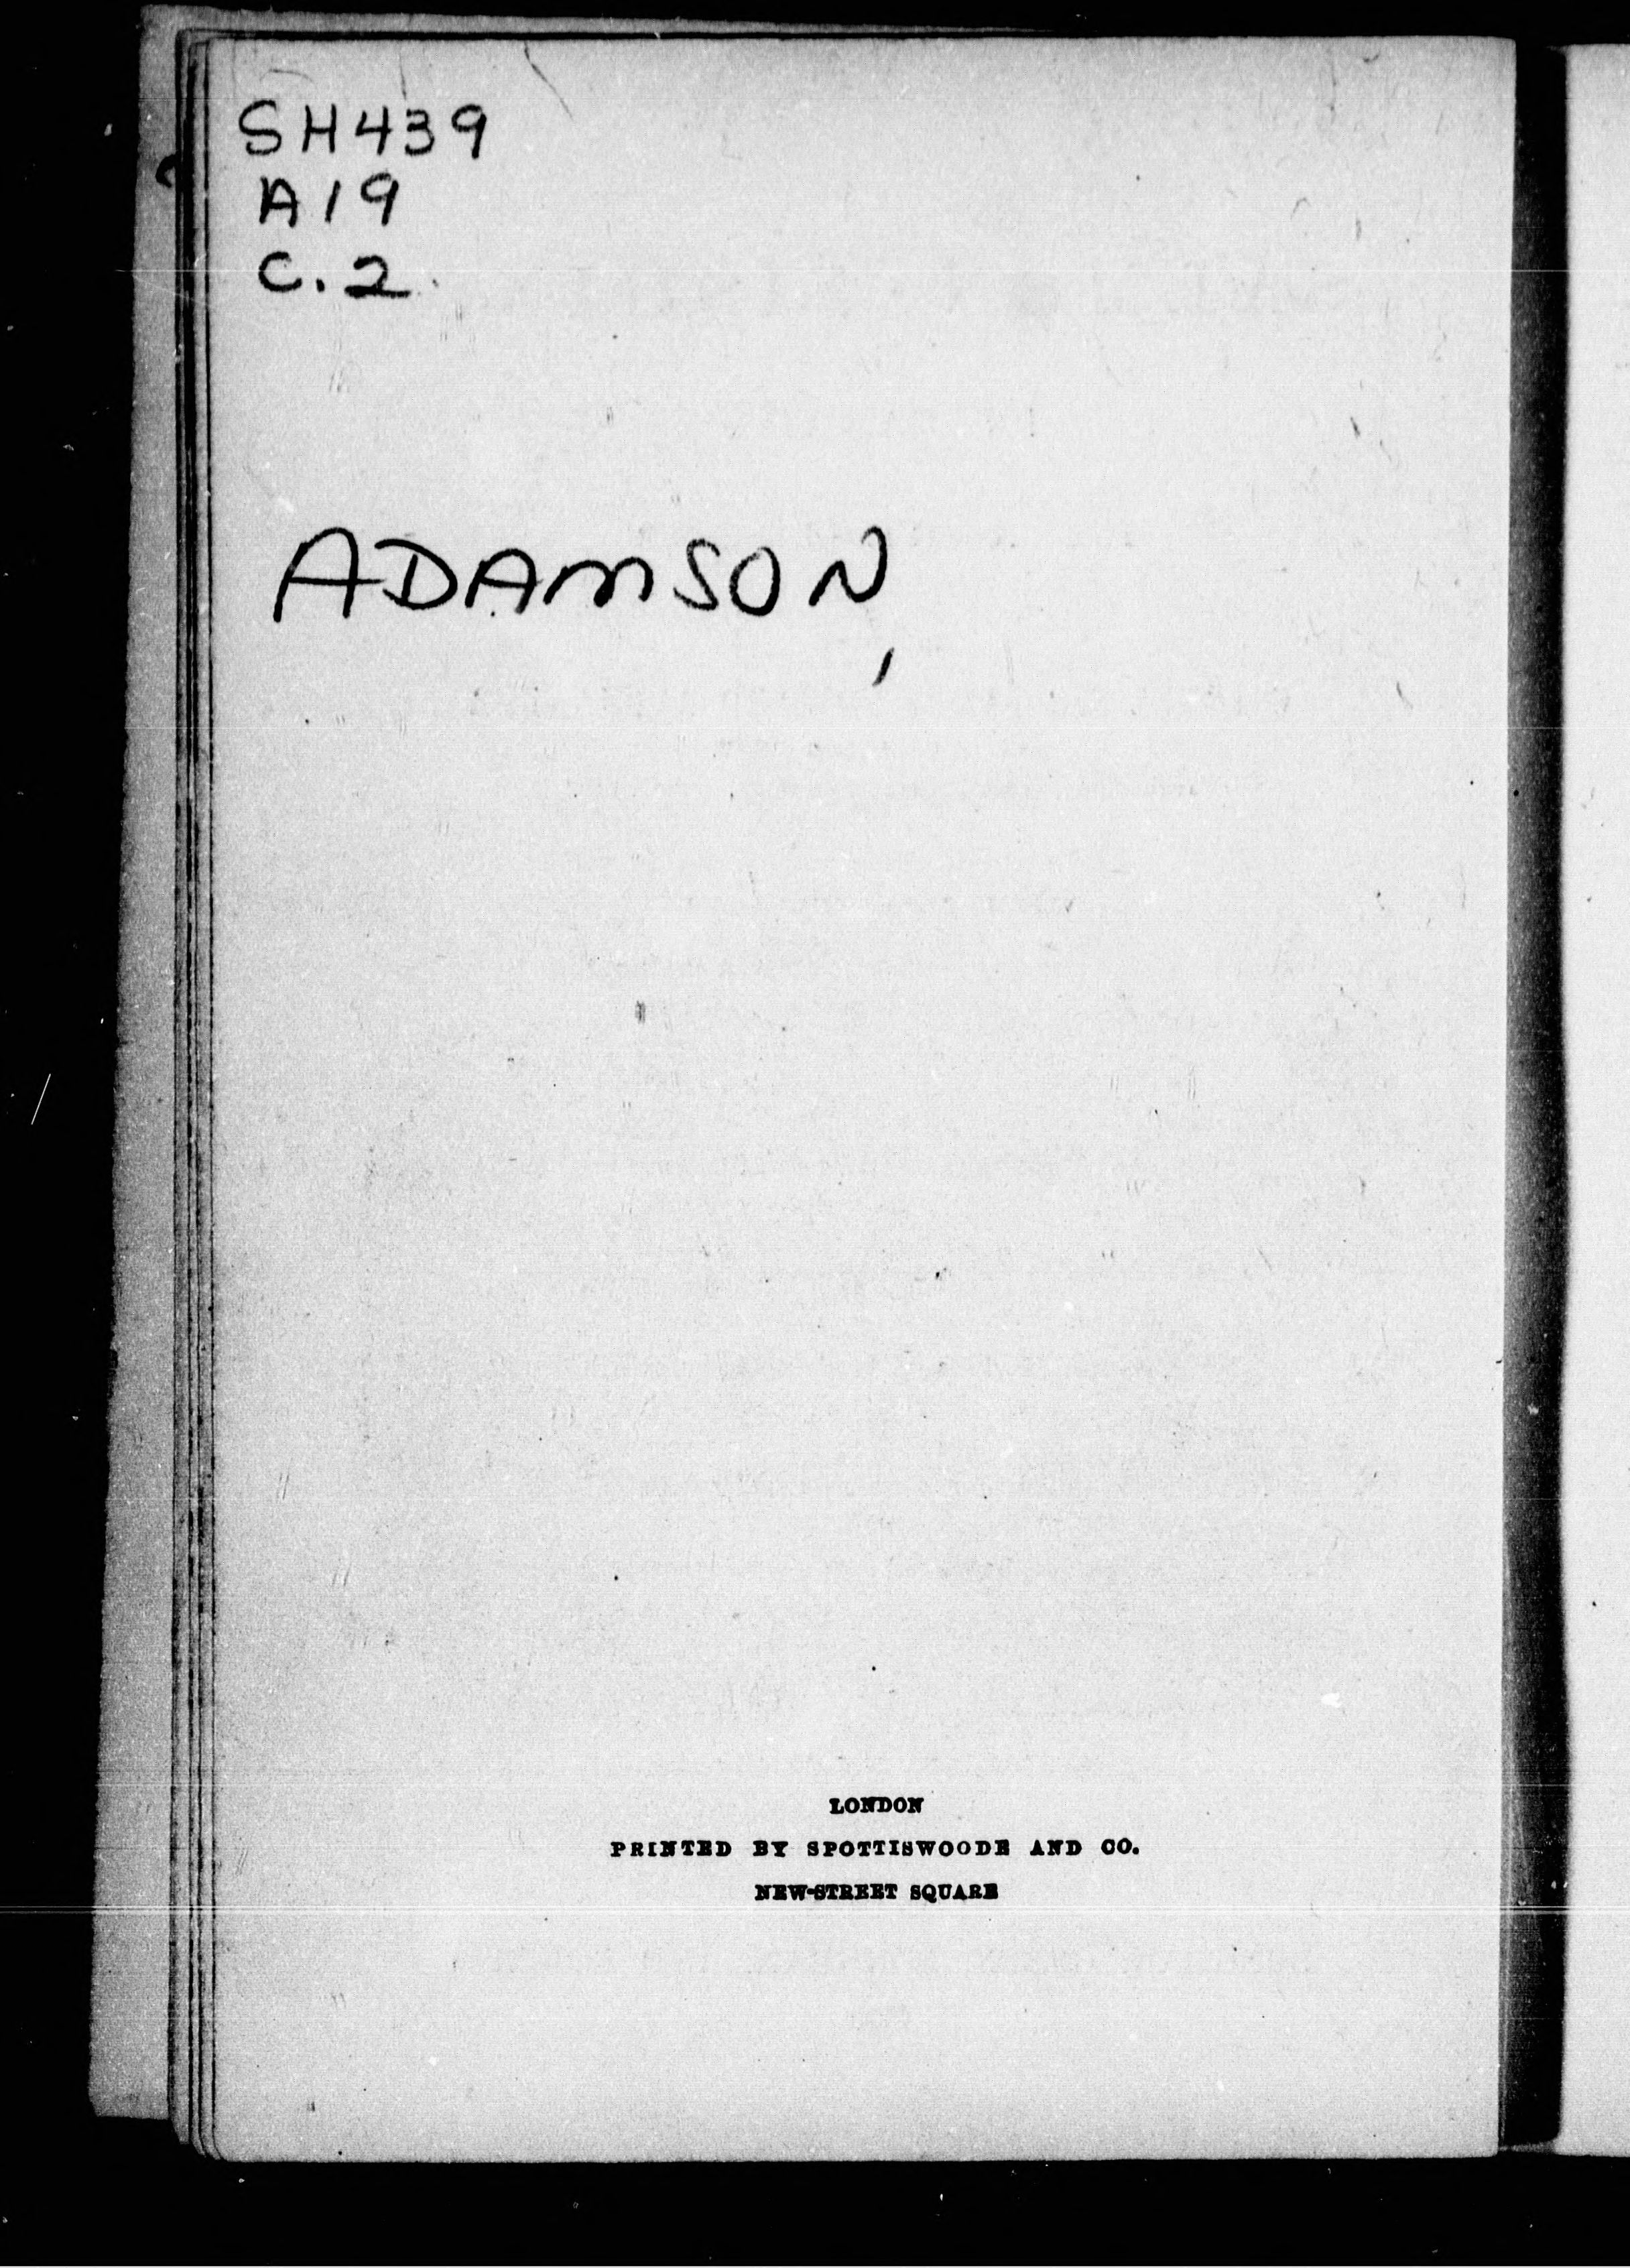 SH439
A19
C.2.
ADAMSON,
LONDON
PRINTED BY SPOTTISWOODE AND CO.
NEW-STREET SQUARE